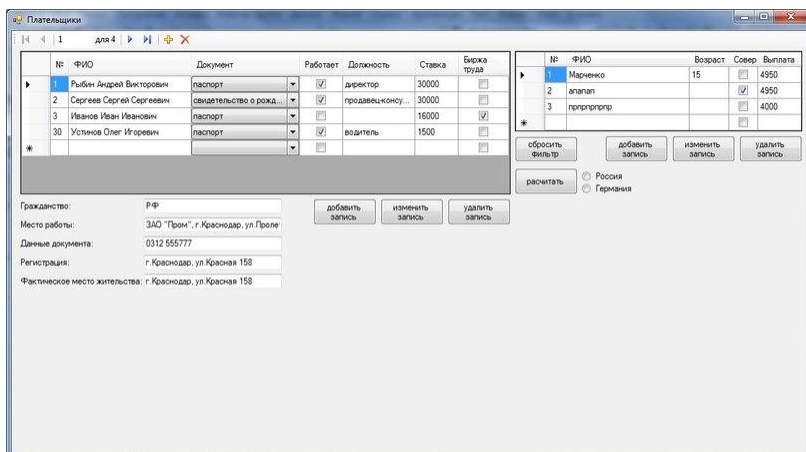 Плательщики
1 для 4
№ ФИО Документ Работает Должность Ставка Биржа труда
1 Рыбин Андрей Викторович паспорт директор 30000
2 Сергеев Сергей Сергеевич свидетельство о рожд... продавец-консу... 30000
3 Иванов Иван Иванович паспорт 16000
30 Устинов Олег Игоревич паспорт водитель 1500
№ ФИО Возраст Совер Выплата
1 Марченко 15 4950
2 апапап 4950
3 прпрпрпрпр 4000
сбросить фильтр
добавить запись
изменить запись
удалить запись
расчитать
Россия
Германия
Гражданство: РФ
Место работы: ЗАО "Пром", г.Краснодар, ул.Проле
Данные документа: 0312 555777
Регистрация: г.Краснодар, ул.Красная 158
Фактическое место жительства: г.Краснодар, ул.Красная 158
добавить запись
изменить запись
удалить запись